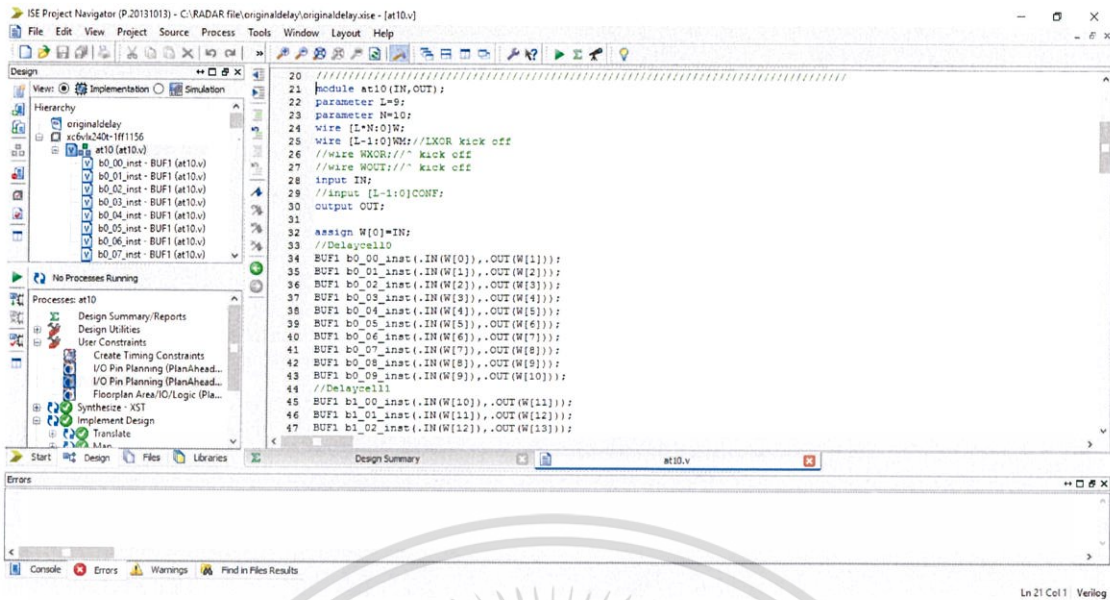 ISE Project Navigator (P.20131013) - C:\RADAR file\originaldelay\originaldelay.xise - [at10.v]
File Edit View Project Source Process Tools Window Layout Help
Design
View: Implementation Simulation
Hierarchy
originaldelay
xc6vlx240t-1ff1156
at10 (at10.v)
b0_00_inst - BUF1 (at10.v)
b0_01_inst - BUF1 (at10.v)
b0_02_inst - BUF1 (at10.v)
b0_03_inst - BUF1 (at10.v)
b0_04_inst - BUF1 (at10.v)
b0_05_inst - BUF1 (at10.v)
b0_06_inst - BUF1 (at10.v)
b0_07_inst - BUF1 (at10.v)
No Processes Running
Processes: at10
Design Summary/Reports
Design Utilities
User Constraints
Create Timing Constraints
I/O Pin Planning (PlanAhead...
I/O Pin Planning (PlanAhead...
Floorplan Area/IO/Logic (Pla...
Synthesize - XST
Implement Design
Translate
Map
Start Design Files Libraries
20 ////////////////////////////////////////////////////////////////////////////////
21 module at10(IN,OUT);
22 parameter L=9;
23 parameter N=10;
24 wire [L*N:0]W;
25 wire [L-1:0]WM;//LXOR kick off
26 //wire WXOR;//^ kick off
27 //wire WOUT;//^ kick off
28 input IN;
29 //input [L-1:0]CONF;
30 output OUT;
31
32 assign W[0]=IN;
33 //Delaycell0
34 BUF1 b0_00_inst(.IN(W[0]),.OUT(W[1]));
35 BUF1 b0_01_inst(.IN(W[1]),.OUT(W[2]));
36 BUF1 b0_02_inst(.IN(W[2]),.OUT(W[3]));
37 BUF1 b0_03_inst(.IN(W[3]),.OUT(W[4]));
38 BUF1 b0_04_inst(.IN(W[4]),.OUT(W[5]));
39 BUF1 b0_05_inst(.IN(W[5]),.OUT(W[6]));
40 BUF1 b0_06_inst(.IN(W[6]),.OUT(W[7]));
41 BUF1 b0_07_inst(.IN(W[7]),.OUT(W[8]));
42 BUF1 b0_08_inst(.IN(W[8]),.OUT(W[9]));
43 BUF1 b0_09_inst(.IN(W[9]),.OUT(W[10]));
44 //Delaycell1
45 BUF1 b1_00_inst(.IN(W[10]),.OUT(W[11]));
46 BUF1 b1_01_inst(.IN(W[11]),.OUT(W[12]));
47 BUF1 b1_02_inst(.IN(W[12]),.OUT(W[13]));
Design Summary
at10.v
Errors
Console Errors Warnings Find in Files Results
Ln 21 Col 1 Verilog